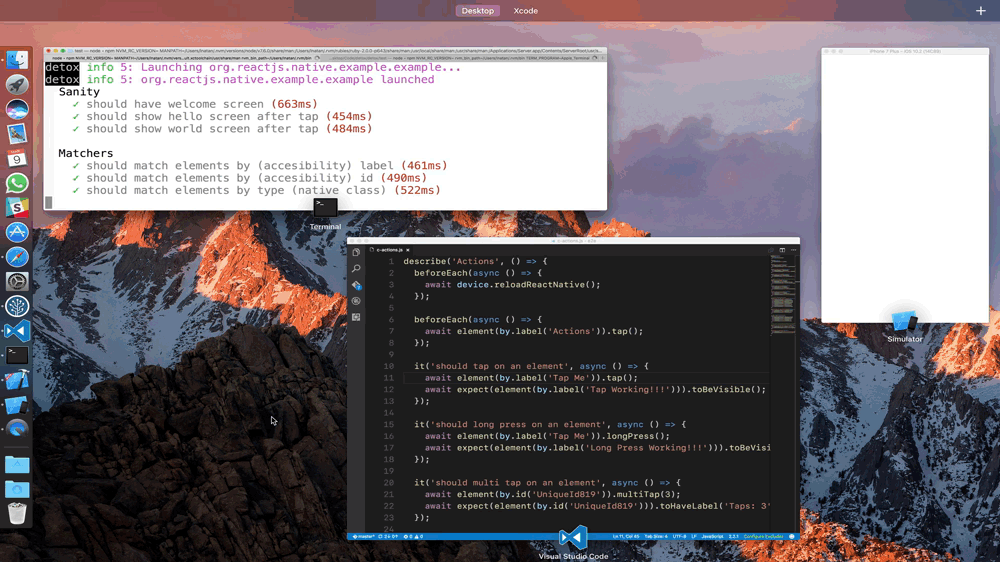 Desktop Xcode
detox info 5: Launching org.reactjs.native.example.example...
detox info 5: org.reactjs.native.example.example launched
Sanity
✓ should have welcome screen (663ms)
✓ should show hello screen after tap (454ms)
✓ should show world screen after tap (484ms)
Matchers
✓ should match elements by (accesibility) label (461ms)
✓ should match elements by (accesibility) id (490ms)
✓ should match elements by type (native class) (522ms)
Terminal
9
c-actions.js
c-actions.js
1 describe('Actions', () => {
2 beforeEach(async () => {
3 await device.reloadReactNative();
4 });
5
6 beforeEach(async () => {
7 await element(by.label('Actions')).tap();
8 });
9
10 it('should tap on an element', async () => {
11 await element(by.label('Tap Me')).tap();
12 await expect(element(by.label('Tap Working!!!'))).toBeVisible();
13 });
14
15 it('should long press on an element', async () => {
16 await element(by.label('Tap Me')).longPress();
17 await expect(element(by.label('Long Press Working!!!'))).toBeVisi
18 });
19
20 it('should multi tap on an element', async () => {
21 await element(by.id('UniqueId819')).multiTap(3);
22 await expect(element(by.id('UniqueId819'))).toHaveLabel('Taps: 3'
23 });
24
master* Ln 11, Col 45 UTF-8 LF JavaScript
Visual Studio Code
iPhone 7 Plus
Simulator